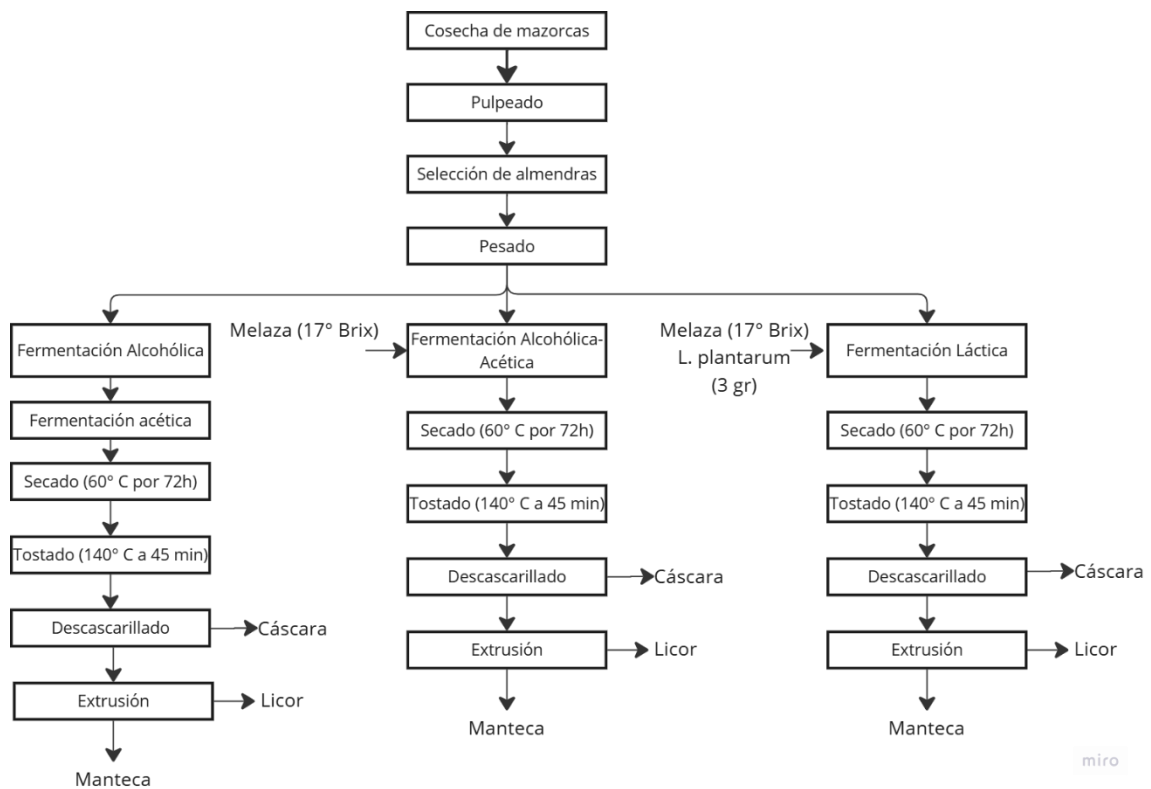 Cosecha de mazorcas
Pulpeado
Selección de almendras
Pesado
Fermentación Alcohólica
Fermentación acética
Secado (60° C por 72h)
Tostado (140° C a 45 min)
Descascarillado
Cáscara
Extrusión
Licor
Manteca
Melaza (17° Brix)
Fermentación Alcohólica-
Acética
Secado (60° C por 72h)
Tostado (140° C a 45 min)
Descascarillado
Cáscara
Extrusión
Licor
Manteca
Melaza (17° Brix)
L. plantarum
(3 gr)
Fermentación Láctica
Secado (60° C por 72h)
Tostado (140° C a 45 min)
Descascarillado
Cáscara
Extrusión
Licor
Manteca
miro